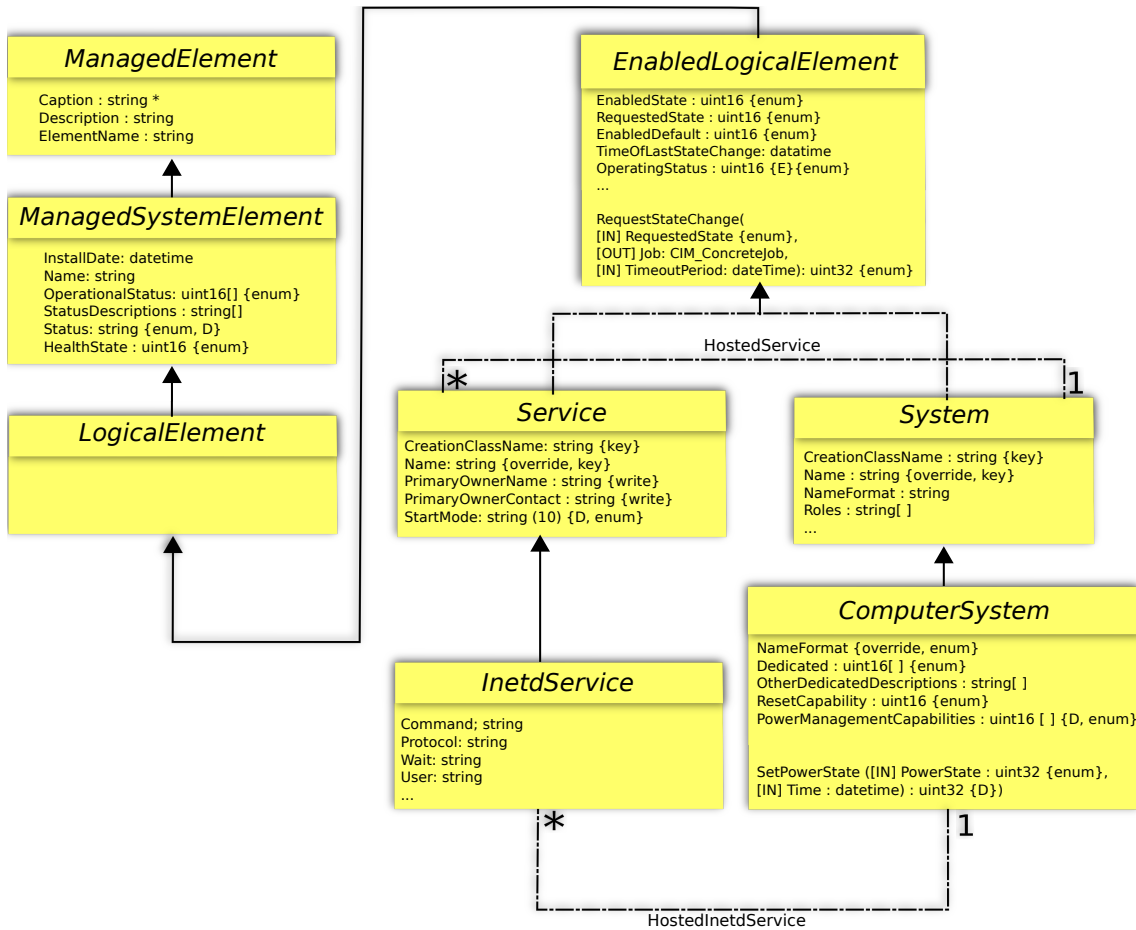 ManagedElement
Caption : string *
Description : string
ElementName : string
ManagedSystemElement
InstallDate: datetime
Name: string
OperationalStatus: uint16[] {enum}
StatusDescriptions : string[]
Status: string {enum, D}
HealthState : uint16 {enum}
LogicalElement
EnabledLogicalElement
EnabledState : uint16 {enum}
RequestedState : uint16 {enum}
EnabledDefault : uint16 {enum}
TimeOfLastStateChange: datatime
OperatingStatus : uint16 {E}{enum}
...
RequestStateChange(
[IN] RequestedState {enum},
[OUT] Job: CIM_ConcreteJob,
[IN] TimeoutPeriod: dateTime): uint32 {enum}
HostedService
*
1
Service
CreationClassName: string {key}
Name: string {override, key}
PrimaryOwnerName : string {write}
PrimaryOwnerContact : string {write}
StartMode: string (10) {D, enum}
System
CreationClassName : string {key}
Name : string {override, key}
NameFormat : string
Roles : string[ ]
...
InetdService
Command; string
Protocol: string
Wait: string
User: string
...
ComputerSystem
NameFormat {override, enum}
Dedicated : uint16[ ] {enum}
OtherDedicatedDescriptions : string[ ]
ResetCapability : uint16 {enum}
PowerManagementCapabilities : uint16 [ ] {D, enum}
SetPowerState ([IN] PowerState : uint32 {enum},
[IN] Time : datetime) : uint32 {D})
*
1
HostedInetdService